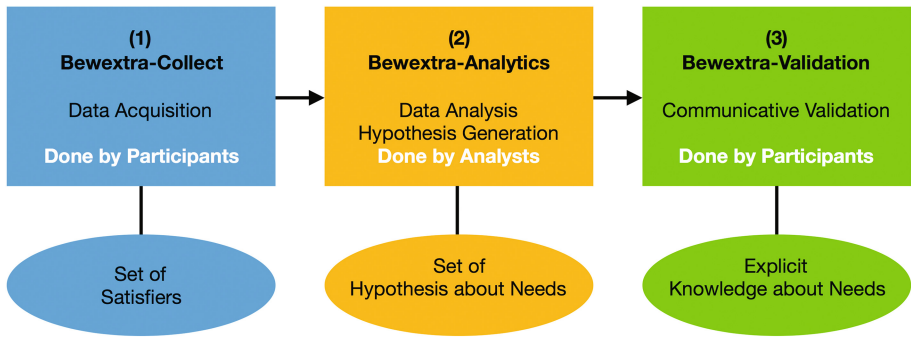 (1)
Bewextra-Collect
Data Acquisition
Done by Participants
(2)
Bewextra-Analytics
Data Analysis
Hypothesis Generation
Done by Analysts
(3)
Bewextra-Validation
Communicative Validation
Done by Participants
Set of
Satisfiers
Set of
Hypothesis about Needs
Explicit
Knowledge about Needs